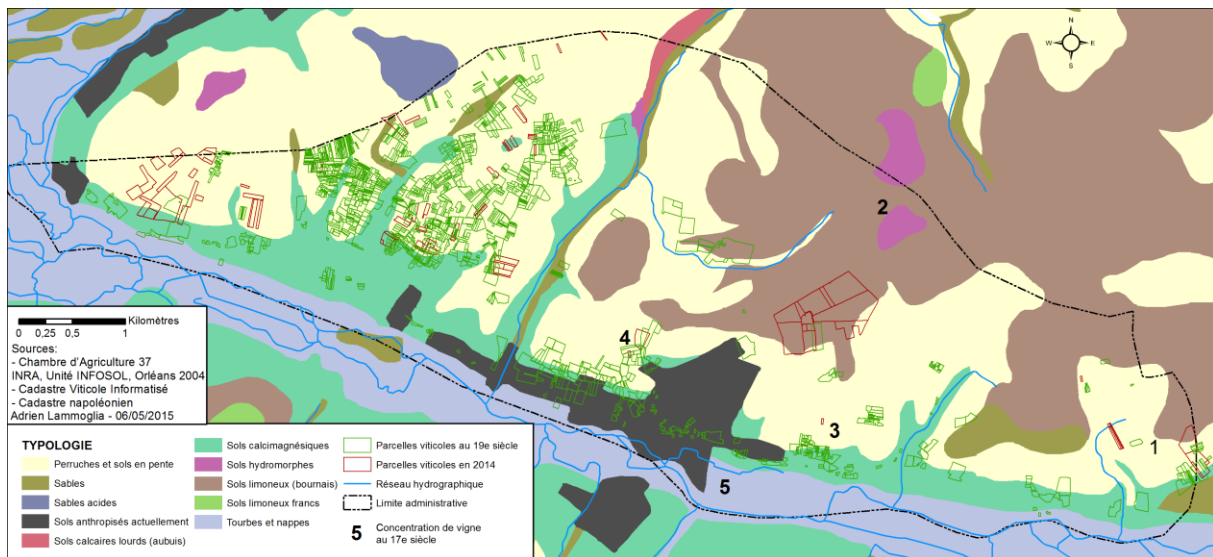 N
W E
S
2
4
3
1
5
0 0,25 0,5 1 Kilomètres
Sources:
- Chambre d'Agriculture 37
INRA, Unité INFOSOL, Orléans 2004
- Cadastre Viticole Informatisé
- Cadastre napoléonien
Adrien Lammoglia - 06/05/2015
TYPOLOGIE
Perruches et sols en pente
Sables
Sables acides
Sols anthropisés actuellement
Sols calcaires lourds (aubuis)
Sols calcimagnésiques
Sols hydromorphes
Sols limoneux (bournais)
Sols limoneux francs
Tourbes et nappes
Parcelles viticoles au 19e siècle
Parcelles viticoles en 2014
Réseau hydrographique
Limite administrative
5 Concentration de vigne
au 17e siècle